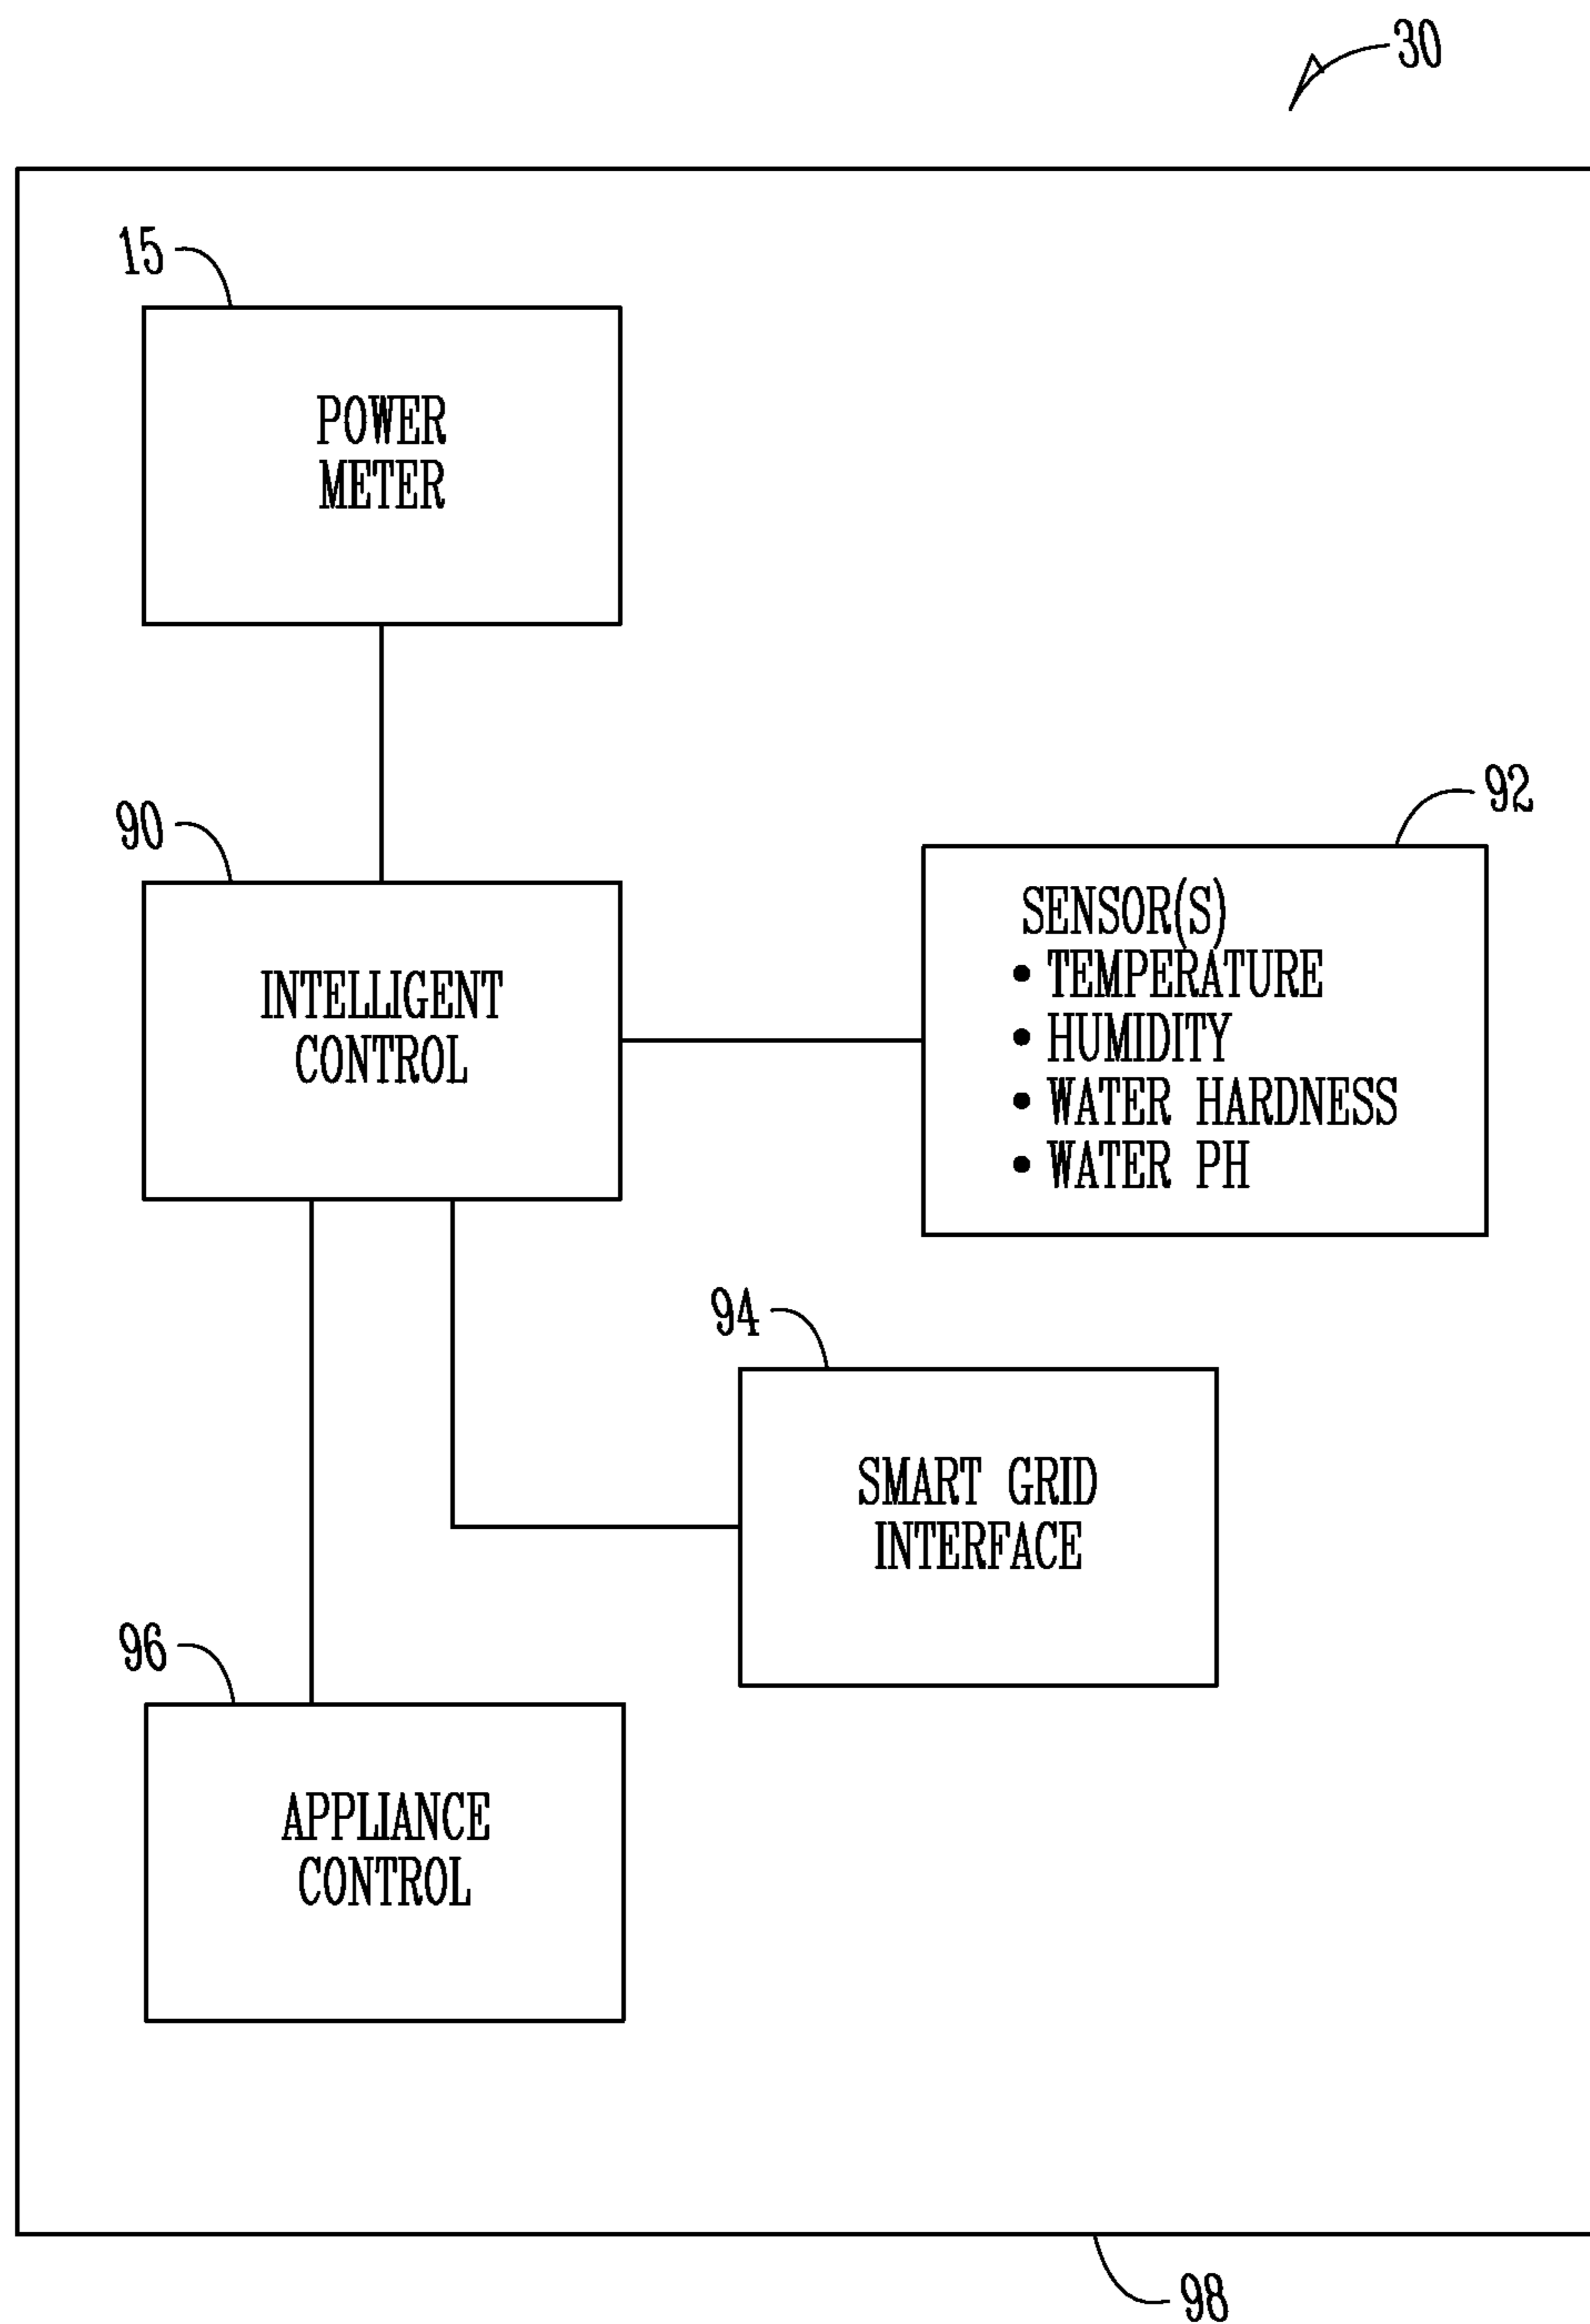 30
15
POWER
METER
90
INTELLIGENT
CONTROL
92
SENSOR(S)
• TEMPERATURE
• HUMIDITY
• WATER HARDNESS
• WATER PH
94
SMART GRID
INTERFACE
96
APPLIANCE
CONTROL
98